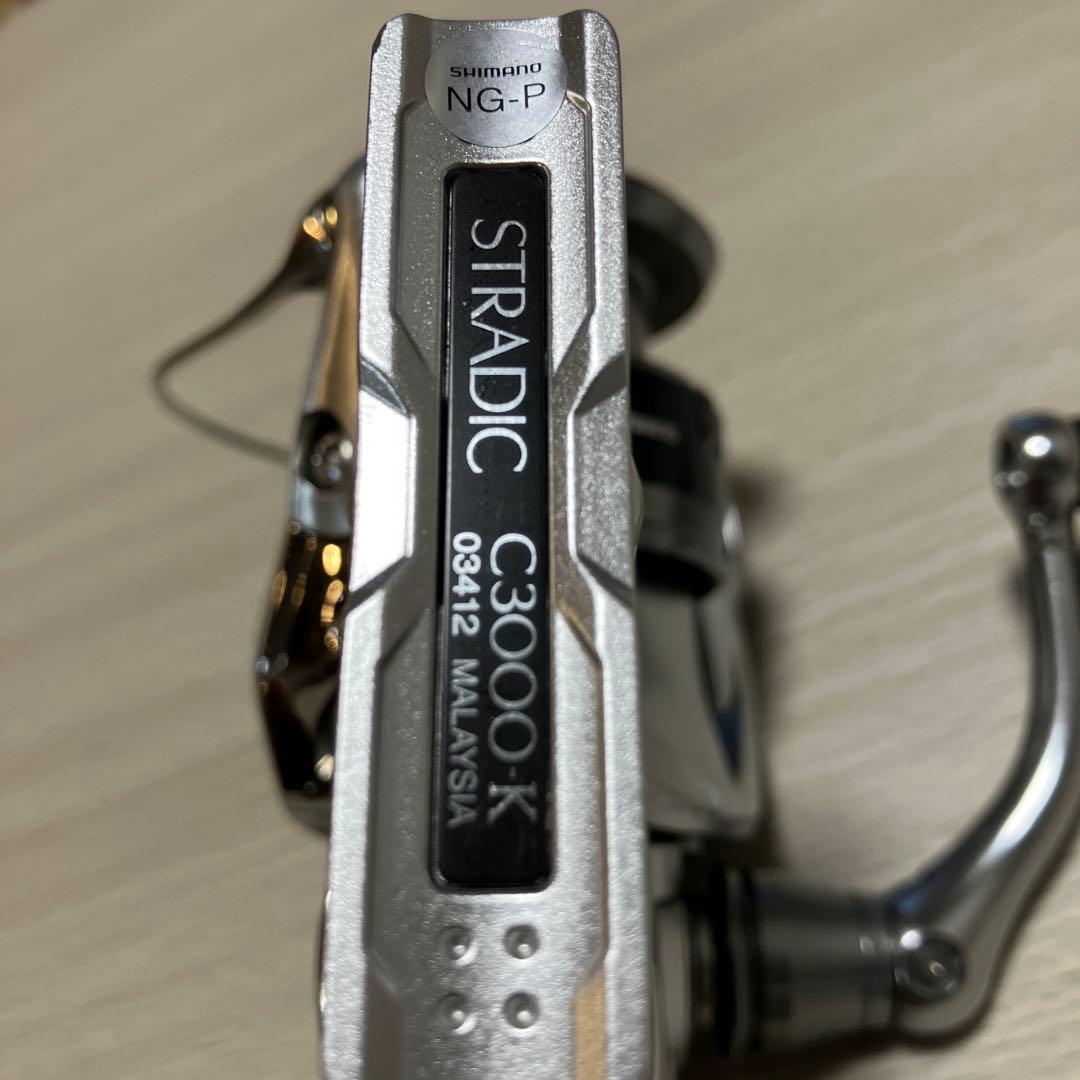 SHIMANO
NG-P
STRADIC C3000-K
03412 MALAYSIA